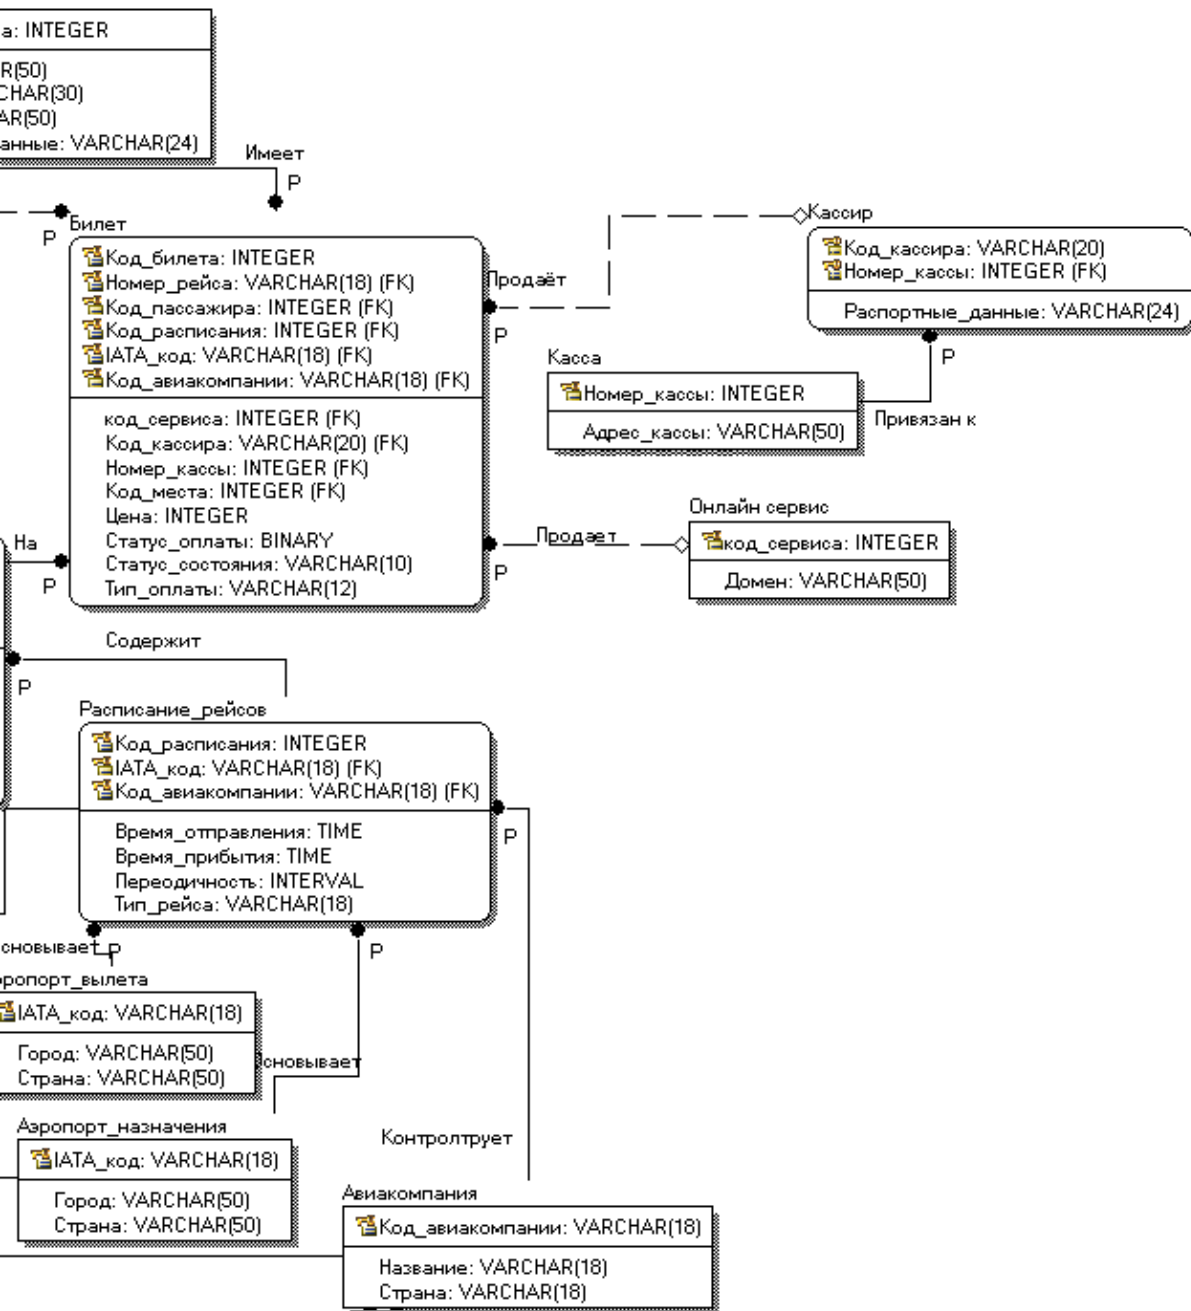 а: INTEGER
R(50)
CHAR(30)
AR(50)
анные: VARCHAR(24)
Имеет
P
P
Билет
Код_билета: INTEGER
Номер_рейса: VARCHAR(18) (FK)
Код_пассажира: INTEGER (FK)
Код_расписания: INTEGER (FK)
IATA_код: VARCHAR(18) (FK)
Код_авиакомпании: VARCHAR(18) (FK)
код_сервиса: INTEGER (FK)
Код_кассира: VARCHAR(20) (FK)
Номер_кассы: INTEGER (FK)
Код_места: INTEGER (FK)
Цена: INTEGER
Статус_оплаты: BINARY
Статус_состояния: VARCHAR(10)
Тип_оплаты: VARCHAR(12)
Продаёт
P
Кассир
Код_кассира: VARCHAR(20)
Номер_кассы: INTEGER (FK)
Распортные_данные: VARCHAR(24)
P
Касса
Номер_кассы: INTEGER
Адрес_кассы: VARCHAR(50)
Привязан к
Онлайн сервис
код_сервиса: INTEGER
Домен: VARCHAR(50)
Продает
P
На
P
Содержит
P
Расписание_рейсов
Код_расписания: INTEGER
IATA_код: VARCHAR(18) (FK)
Код_авиакомпании: VARCHAR(18) (FK)
Время_отправления: TIME
Время_прибытия: TIME
Переодичность: INTERVAL
Тип_рейса: VARCHAR(18)
P
сновывает
P
P
эропорт_вылета
IATA_код: VARCHAR(18)
Город: VARCHAR(50)
Страна: VARCHAR(50)
сновывает
Аэропорт_назначения
IATA_код: VARCHAR(18)
Город: VARCHAR(50)
Страна: VARCHAR(50)
Контролтрует
Авиакомпания
Код_авиакомпании: VARCHAR(18)
Название: VARCHAR(18)
Страна: VARCHAR(18)